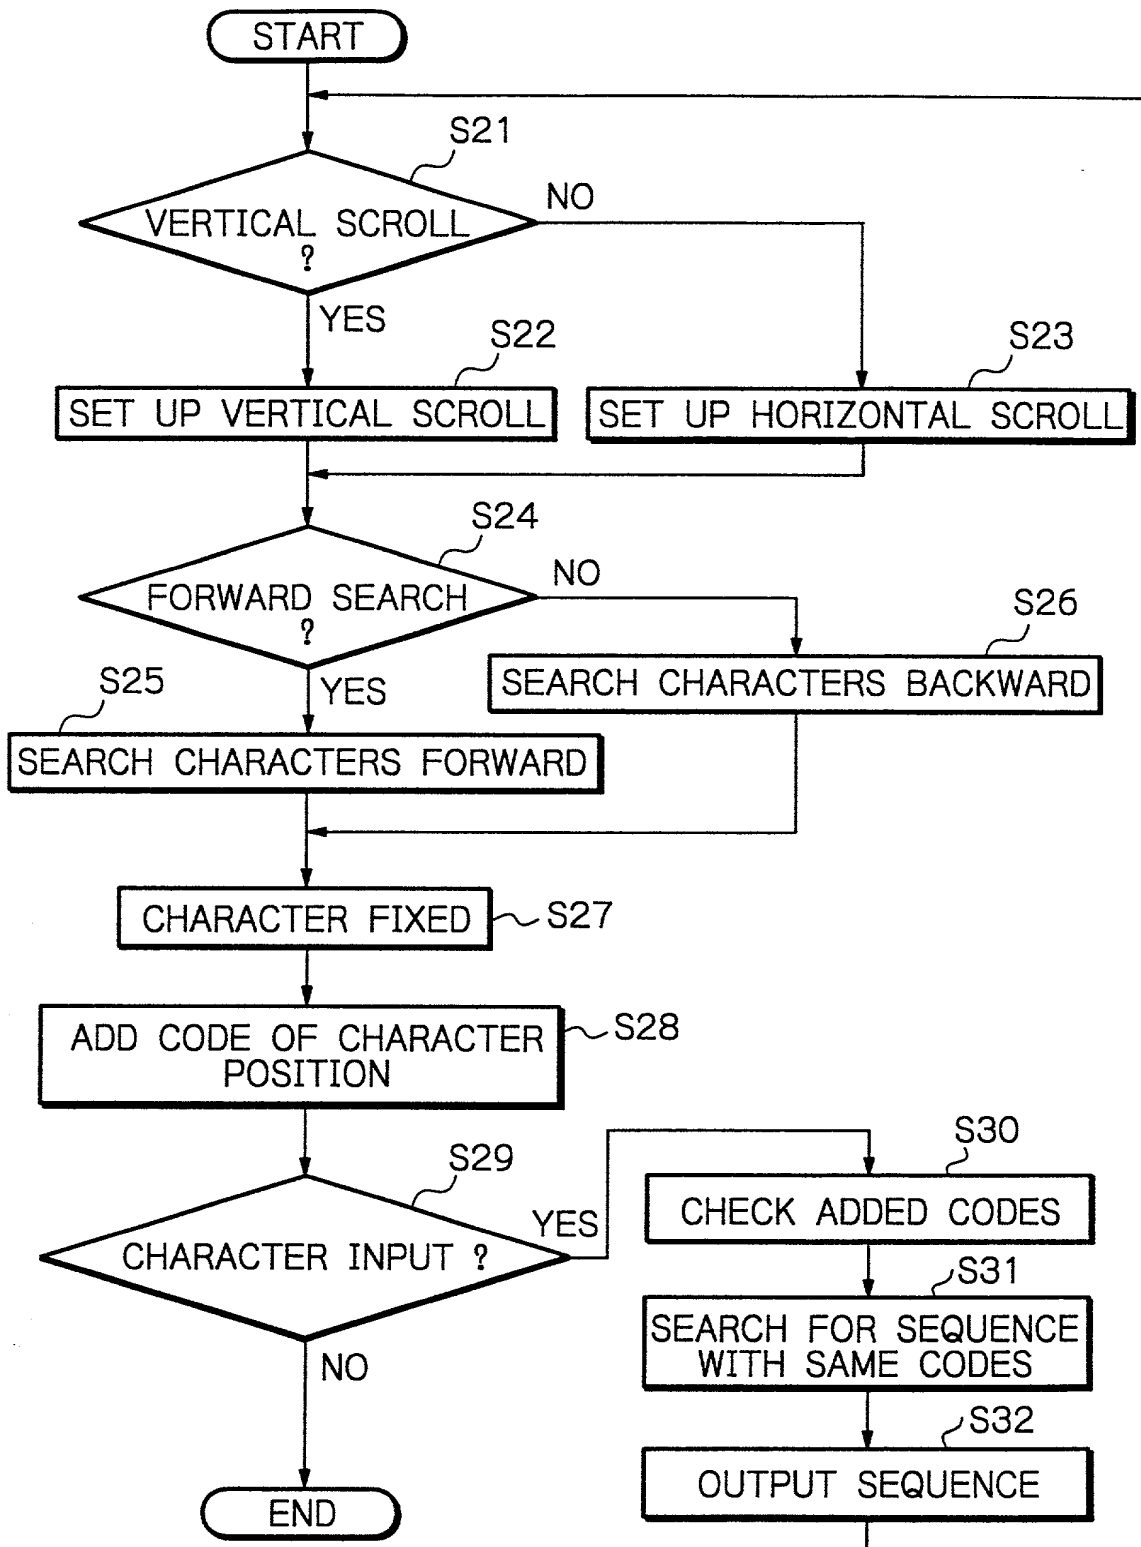 START
S21
VERTICAL SCROLL
?
NO
YES
S22
S23
SET UP VERTICAL SCROLL
SET UP HORIZONTAL SCROLL
S24
FORWARD SEARCH
?
NO
S26
YES
S25
SEARCH CHARACTERS BACKWARD
SEARCH CHARACTERS FORWARD
CHARACTER FIXED
S27
ADD CODE OF CHARACTER
POSITION
S28
S29
CHARACTER INPUT ?
YES
S30
CHECK ADDED CODES
S31
SEARCH FOR SEQUENCE
WITH SAME CODES
NO
S32
OUTPUT SEQUENCE
END